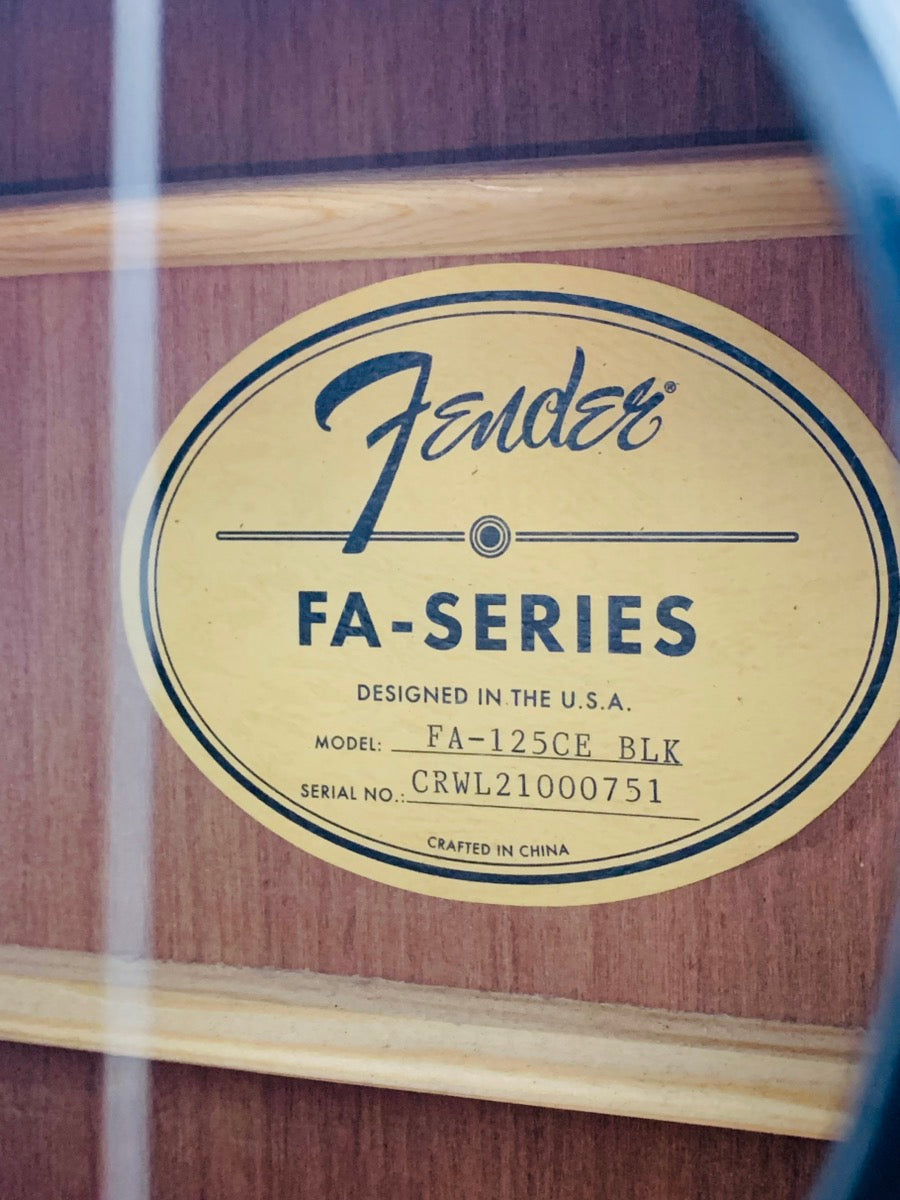 Fender®
FA-SERIES
DESIGNED IN THE U.S.A.
MODEL: FA-125CE BLK
SERIAL NO.: CRWL21000751
CRAFTED IN CHINA